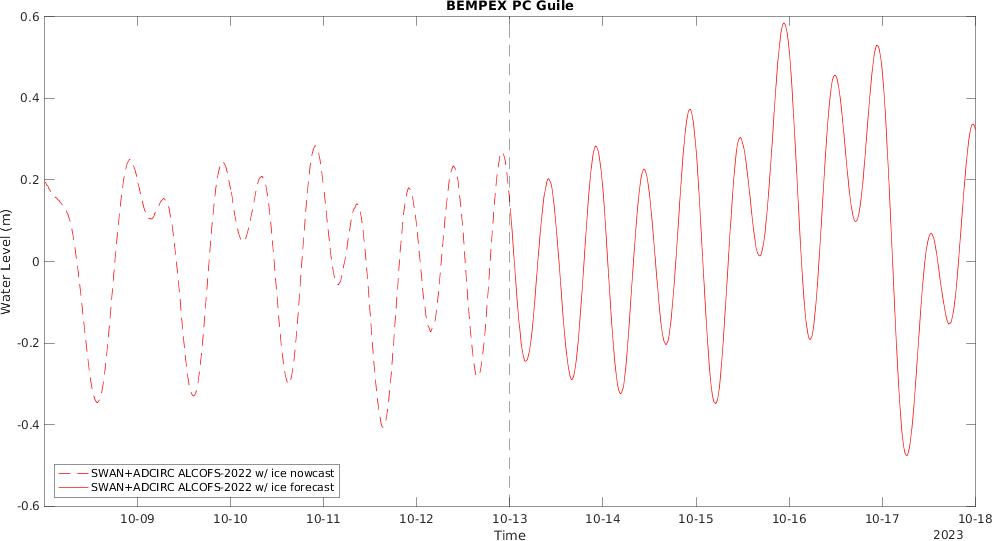 BEMPEX PC Guile
0.6
0.4
0.2
0
-0.2
-0.4
-0.6
Water Level (m)
SWAN+ADCIRC ALCOFS-2022 w/ ice nowcast
SWAN+ADCIRC ALCOFS-2022 w/ ice forecast
10-09 10-10 10-11 10-12 10-13 10-14 10-15 10-16 10-17 10-18
Time
2023